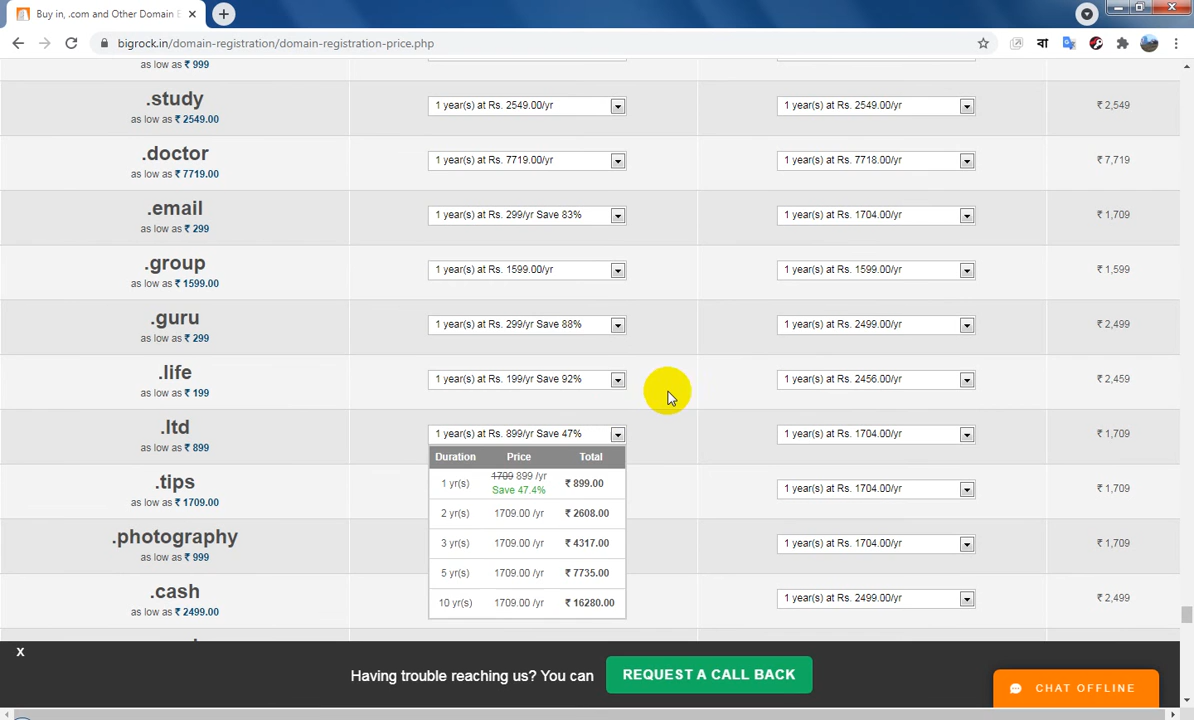 Buy in, .com and Other Domain E
bigrock.in/domain-registration/domain-registration-price.php
বা
as low as ₹ 999
.study
as low as ₹ 2549.00
1 year(s) at Rs. 2549.00/yr
1 year(s) at Rs. 2549.00/yr
₹ 2,549
.doctor
as low as ₹ 7719.00
1 year(s) at Rs. 7719.00/yr
1 year(s) at Rs. 7718.00/yr
₹ 7,719
.email
as low as ₹ 299
1 year(s) at Rs. 299/yr Save 83%
1 year(s) at Rs. 1704.00/yr
₹ 1,709
.group
as low as ₹ 1599.00
1 year(s) at Rs. 1599.00/yr
1 year(s) at Rs. 1599.00/yr
₹ 1,599
.guru
as low as ₹ 299
1 year(s) at Rs. 299/yr Save 88%
1 year(s) at Rs. 2499.00/yr
₹ 2,499
.life
as low as ₹ 199
1 year(s) at Rs. 199/yr Save 92%
1 year(s) at Rs. 2456.00/yr
₹ 2,459
.ltd
as low as ₹ 899
1 year(s) at Rs. 899/yr Save 47%
1 year(s) at Rs. 1704.00/yr
₹ 1,709
Duration Price Total
1 yr(s) 1709 899 /yr ₹ 899.00
Save 47.4%
2 yr(s) 1709.00 /yr ₹ 2608.00
3 yr(s) 1709.00 /yr ₹ 4317.00
5 yr(s) 1709.00 /yr ₹ 7735.00
10 yr(s) 1709.00 /yr ₹ 16280.00
.tips
as low as ₹ 1709.00
1 year(s) at Rs. 1704.00/yr
₹ 1,709
.photography
as low as ₹ 999
1 year(s) at Rs. 1704.00/yr
₹ 1,709
.cash
as low as ₹ 2499.00
1 year(s) at Rs. 2499.00/yr
₹ 2,499
x
Having trouble reaching us? You can
REQUEST A CALL BACK
CHAT OFFLINE